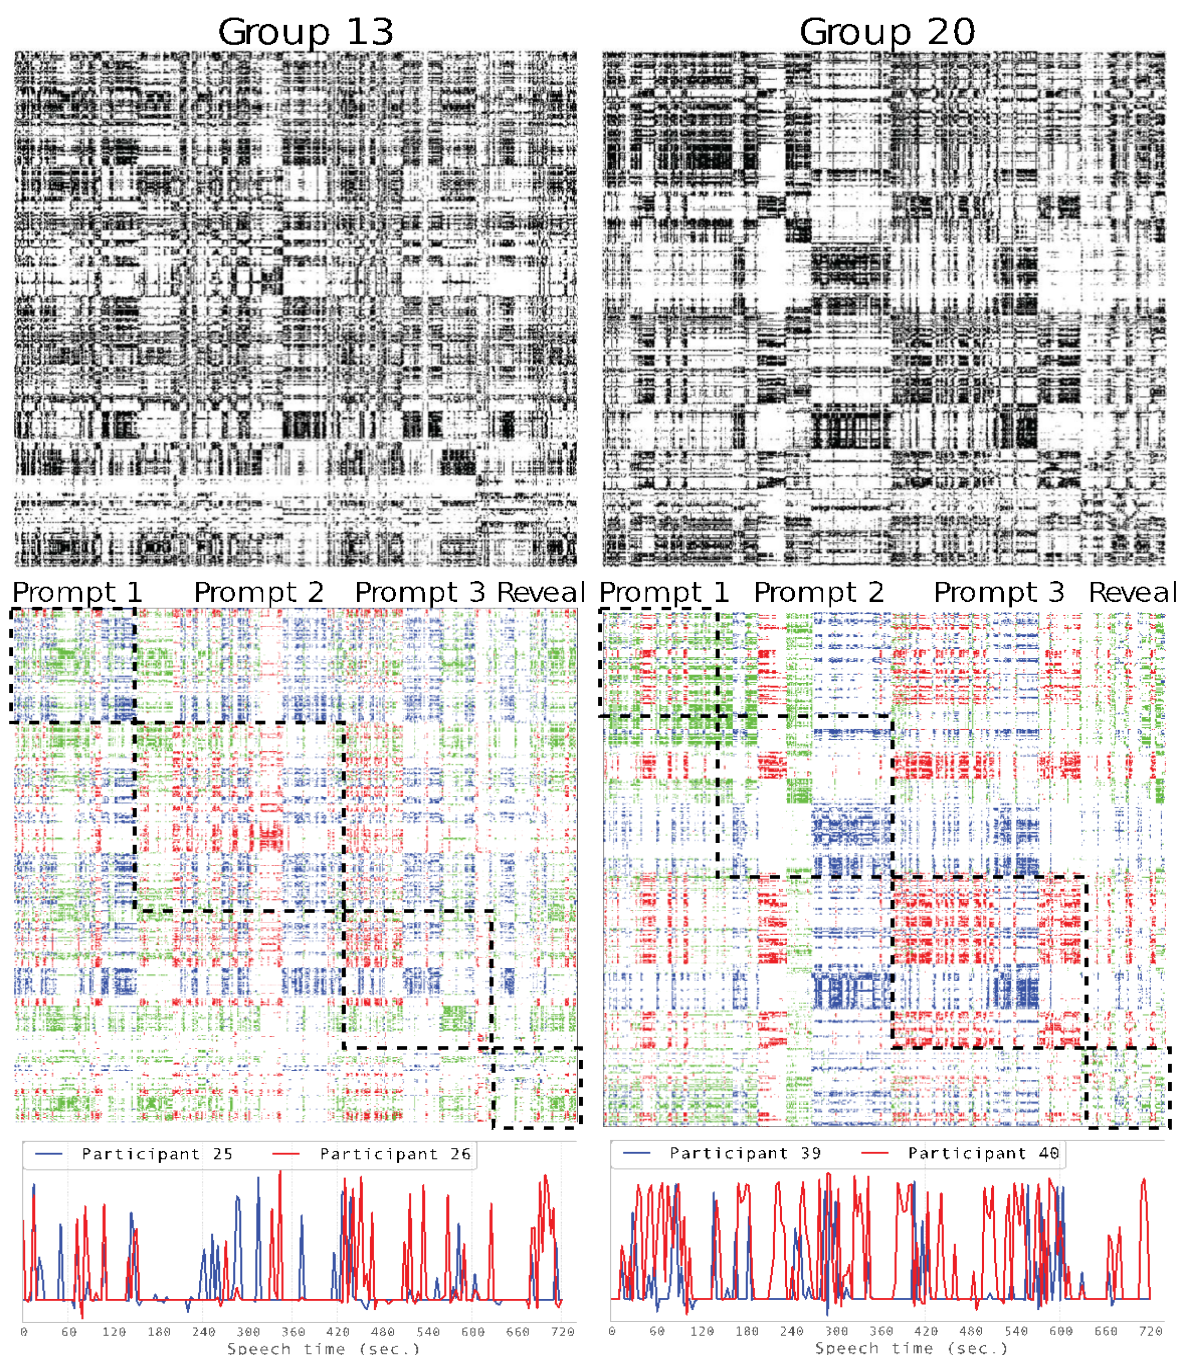 Group 13 Group 20
Prompt 1 Prompt 2 Prompt 3 Reveal Prompt 1 Prompt 2 Prompt 3 Reveal
Participant 25 Participant 26 Participant 39 Participant 40
0 60 120 180 240 300 360 420 480 540 600 660 720 0 60 120 180 240 300 360 420 480 540 600 660 720
Speech time (sec.) Speech time (sec.)